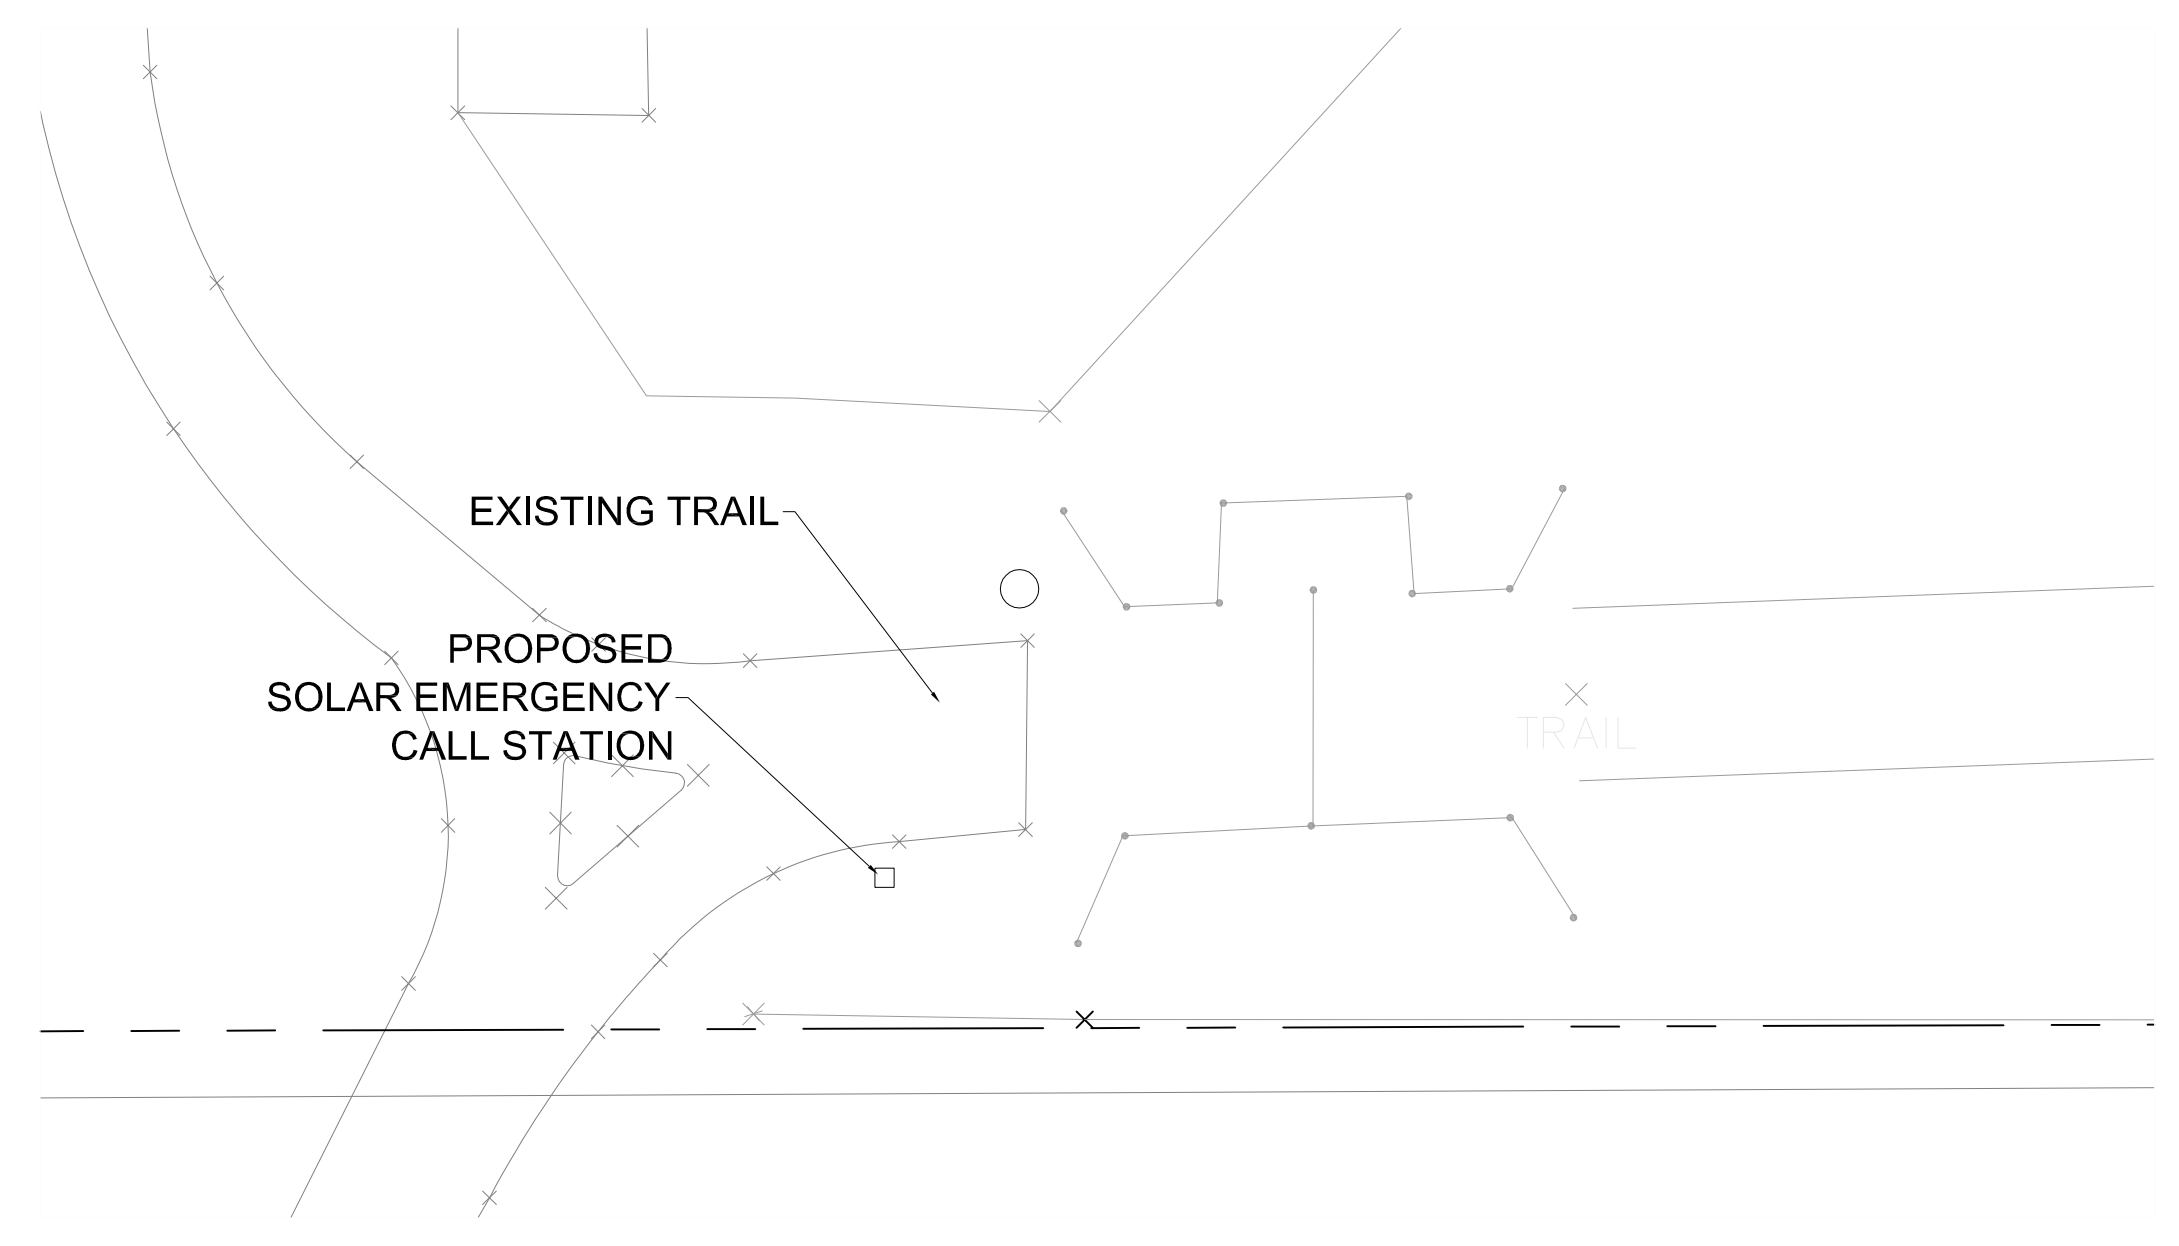 EXISTING TRAIL
PROPOSED
SOLAR EMERGENCY
CALL STATION
TRAIL